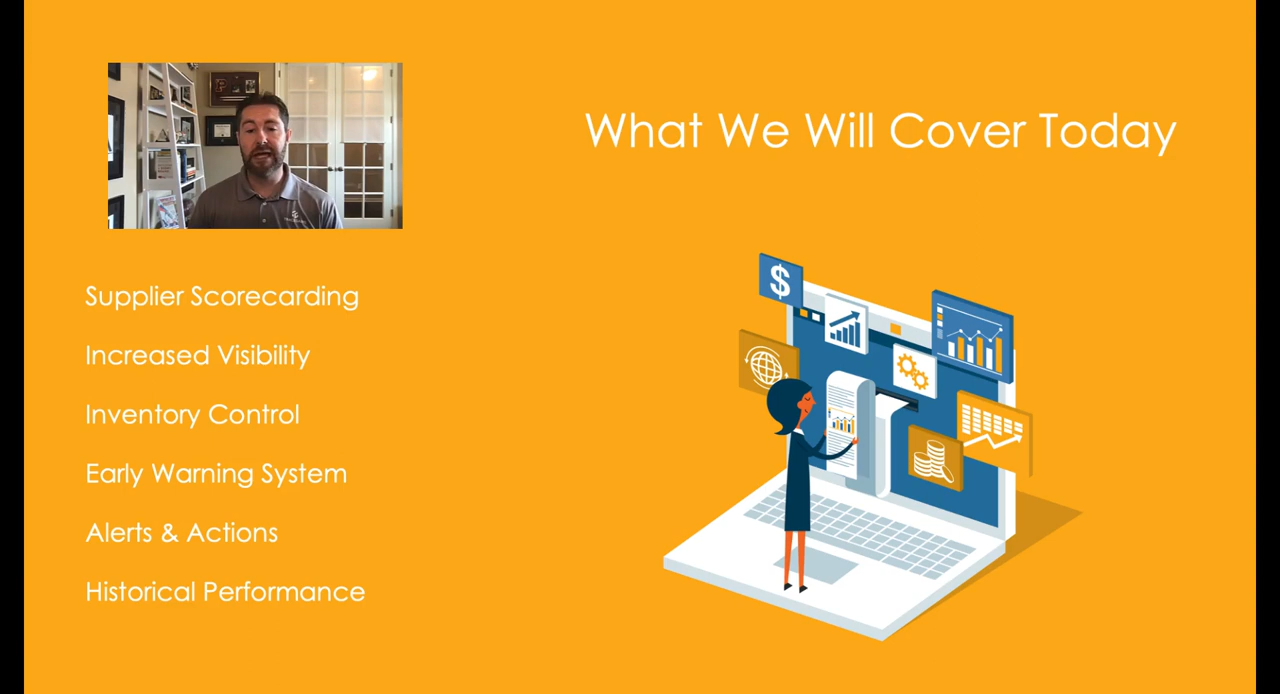 What We Will Cover Today
Supplier Scorecarding
Increased Visibility
Inventory Control
Early Warning System
Alerts & Actions
Historical Performance
$